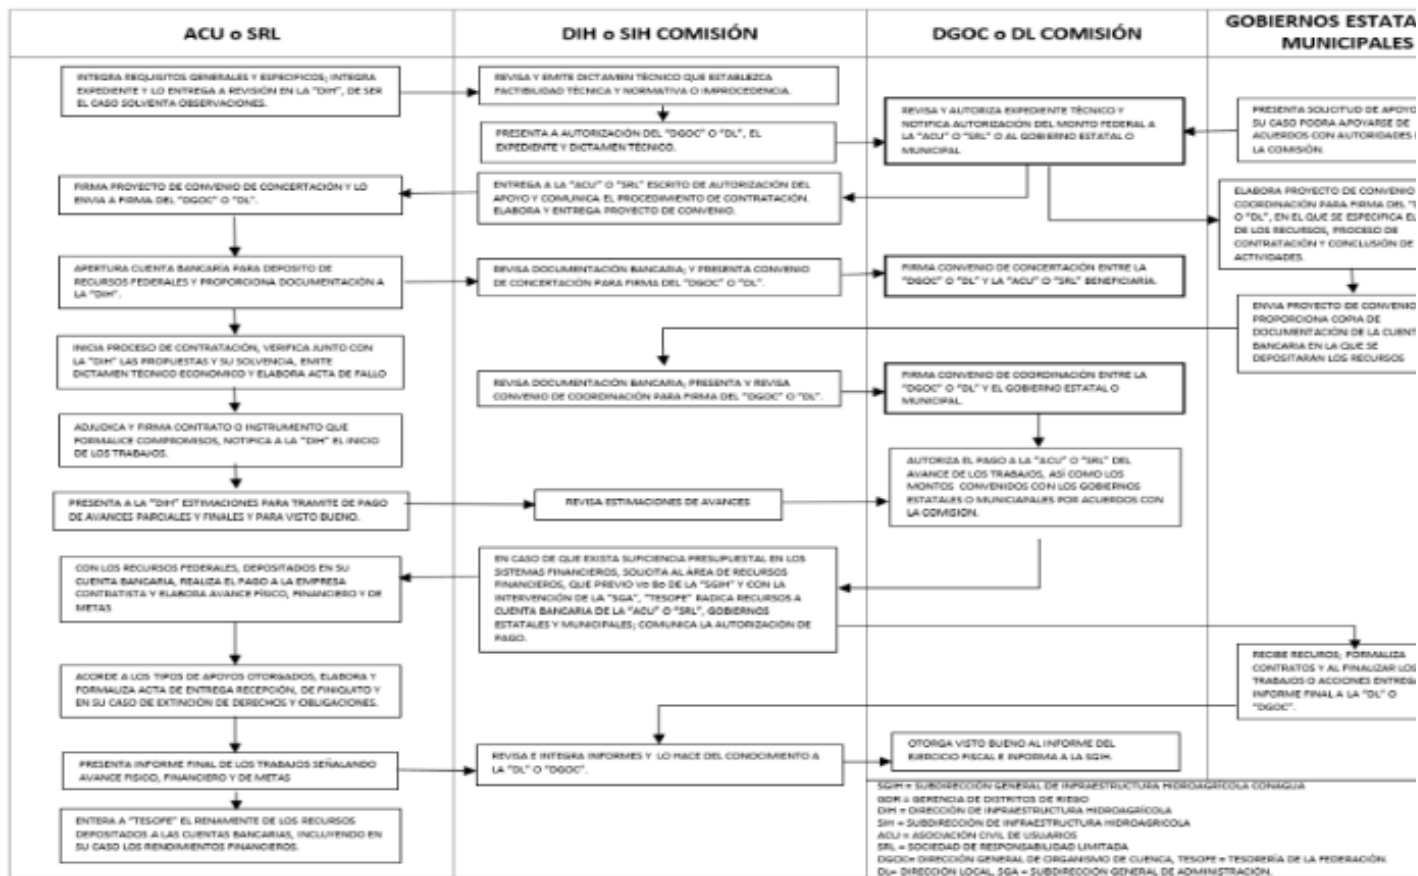 ACU o SRL
DIH o SIH COMISIÓN
DGOC o DL COMISIÓN
GOBIERNOS ESTATA
MUNICIPALES
INTEGRA REQUISITOS GENERALES Y ESPECIFICOS; INTEGRA
EXPEDIENTE Y LO ENTREGA A REVISIÓN EN LA "DIH", DE SER
EL CASO SOLVENTA OBSERVACIONES.
REVISA Y EMITE DICTAMEN TÉCNICO QUE ESTABLEZCA
FACTIBILIDAD TÉCNICA Y NORMATIVA O IMPROCEDENCIA.
PRESENTA A AUTORIZACIÓN DEL "DGOC" O "DL", EL
EXPEDIENTE Y DICTAMEN TÉCNICO.
REVISA Y AUTORIZA EXPEDIENTE TÉCNICO Y
NOTIFICA AUTORIZACIÓN DEL MONTO FEDERAL A
LA "ACU" O "SRL" O AL GOBIERNO ESTATAL O
MUNICIPAL
PRESENTA SOLICITUD DE APOYO
SU CASO PODRA APOYARSE DE
ACUERDOS CON AUTORIDADES
LA COMISIÓN.
FIRMA PROYECTO DE CONVENIO DE CONCERTACIÓN Y LO
ENVIA A FIRMA DEL "DGOC" O "DL".
ENTREGA A LA "ACU" O "SRL" ESCRITO DE AUTORIZACIÓN DEL
APOYO Y COMUNICA EL PROCEDIMIENTO DE CONTRATACIÓN.
ELABORA Y ENTREGA PROYECTO DE CONVENIO.
ELABORA PROYECTO DE CONVENIO
COORDINACIÓN PARA FIRMA DEL
O "DL", EN EL QUE SE ESPECIFICA EL
DE LOS RECURSOS, PROCESO DE
CONTRATACIÓN Y CONCLUSIÓN DE
ACTIVIDADES.
APERTURA CUENTA BANCARÍA PARA DEPOSITO DE
RECURSOS FEDERALES Y PROPORCIONA DOCUMENTACIÓN A
LA "DIH".
REVISA DOCUMENTACIÓN BANCARIA; Y PRESENTA CONVENIO
DE CONCERTACIÓN PARA FIRMA DEL "DGOC" O "DL".
FIRMA CONVENIO DE CONCERTACIÓN ENTRE LA
"DGOC" O "DL" Y LA "ACU" O "SRL" BENEFICIARÍA.
ENVIA PROYECTO DE CONVENIO
PROPORCIONA COPIA DE
DOCUMENTACIÓN DE LA CUENT
BANCARIA EN LA QUE SE
DEPOSITARÁN LOS RECURSOS
INICIA PROCESO DE CONTRATACIÓN, VERIFICA JUNTO CON
LA "DIH" LAS PROPUESTAS Y SU SOLVENCIA, EMITE
DICTAMEN TÉCNICO ECONOMICO Y ELABORA ACTA DE FALLO
REVISA DOCUMENTACIÓN BANCARIA; PRESENTA Y REVISA
CONVENIO DE COORDINACIÓN PARA FIRMA DEL "DGOC" O "DL".
FIRMA CONVENIO DE COORDINACIÓN ENTRE LA
"DGOC" O "DL" Y EL GOBIERNO ESTATAL O
MUNICIPAL.
ADJUDICA Y FIRMA CONTRATO O INSTRUMENTO QUE
FORMALICE COMPROMISOS, NOTIFICA A LA "DIH" EL INICIO
DE LOS TRABAJOS.
AUTORIZA EL PAGO A LA "ACU" O "SRL" DEL
AVANCE DE LOS TRABAJOS, ASÍ COMO LOS
MONTOS CONVENIDOS CON LOS GOBIERNOS
ESTATALES O MUNICIAPALES POR ACUERDOS CON
LA COMISIÓN.
PRESENTA A LA "DIH" ESTIMACIONES PARA TRAMITE DE PAGO
DE AVANCES PARCIALES Y FINALES Y PARA VISTO BUENO.
REVISA ESTIMACIONES DE AVANCES
CON LOS RECURSOS FEDERALES, DEPOSITADOS EN SU
CUENTA BANCARIA, REALIZA EL PAGO A LA EMPRESA
CONTRATISTA Y ELABORA AVANCE FÍSICO, FINANCIERO Y DE
METAS
EN CASO DE QUE EXISTA SUFICIENCIA PRESUPUESTAL EN LOS
SISTEMAS FINANCIEROS, SOLICITA AL ÁREA DE RECURSOS
FINANCIEROS, QUE PREVIO Vo Bo DE LA "SGIH" Y CON LA
INTERVENCIÓN DE LA "SGA", "TESOFE" RADICA RECURSOS A
CUENTA BANCARIA DE LA "ACU" O "SRL", GOBIERNOS
ESTATALES Y MUNICIPALES; COMUNICA LA AUTORIZACIÓN DE
PAGO.
RECIBE RECUROS; FORMALIZA
CONTRATOS Y AL FINALIZAR LOS
TRABAJOS O ACCIONES ENTREGA
INFORME FINAL A LA "DL" O
"DGOC".
ACORDE A LOS TIPOS DE APOYOS OTORGADOS, ELABORA Y
FORMALIZA ACTA DE ENTREGA RECEPCIÓN, DE FINIQUITO Y
EN SU CASO DE EXTINCIÓN DE DERECHOS Y OBLIGACIONES.
PRESENTA INFORME FINAL DE LOS TRABAJOS SEÑALANDO
AVANCE FISICO, FINANCIERO Y DE METAS
REVISA E INTEGRA INFORMES Y LO HACE DEL CONOCIMIENTO A
LA "DL" O "DGOC".
OTORGA VISTO BUENO AL INFORME DEL
EJERCICIO FISCAL E INFORMA A LA SGIH.
ENTERA A "TESOFE" EL RENAMENTE DE LOS RECURSOS
DEPOSITADOS A LAS CUENTAS BANCARIAS, INCLUYENDO EN
SU CASO LOS RENDIMIENTOS FINANCIEROS.
SGIH = SUBDIRECCIÓN GENERAL DE INFRAESTRUCTURA HIDROAGRÍCOLA CONAGUA
GDR = GERENCIA DE DISTRITOS DE RIEGO
DIH = DIRECCIÓN DE INFRAESTRUCTURA HIDROAGRÍCOLA
SIH = SUBDIRECCIÓN DE INFRAESTRUCTURA HIDROAGRICOLA
ACU = ASOCIACIÓN CIVIL DE USUARIOS
SRL = SOCIEDAD DE RESPONSABILIDAD LIMITADA
DGOC= DIRECCIÓN GENERAL DE ORGANISMO DE CUENCA, TESOFE = TESORERÍA DE LA FEDERACIÓN.
DL= DIRECCIÓN LOCAL, SGA = SUBDIRECCIÓN GENERAL DE ADMINISTRACIÓN.